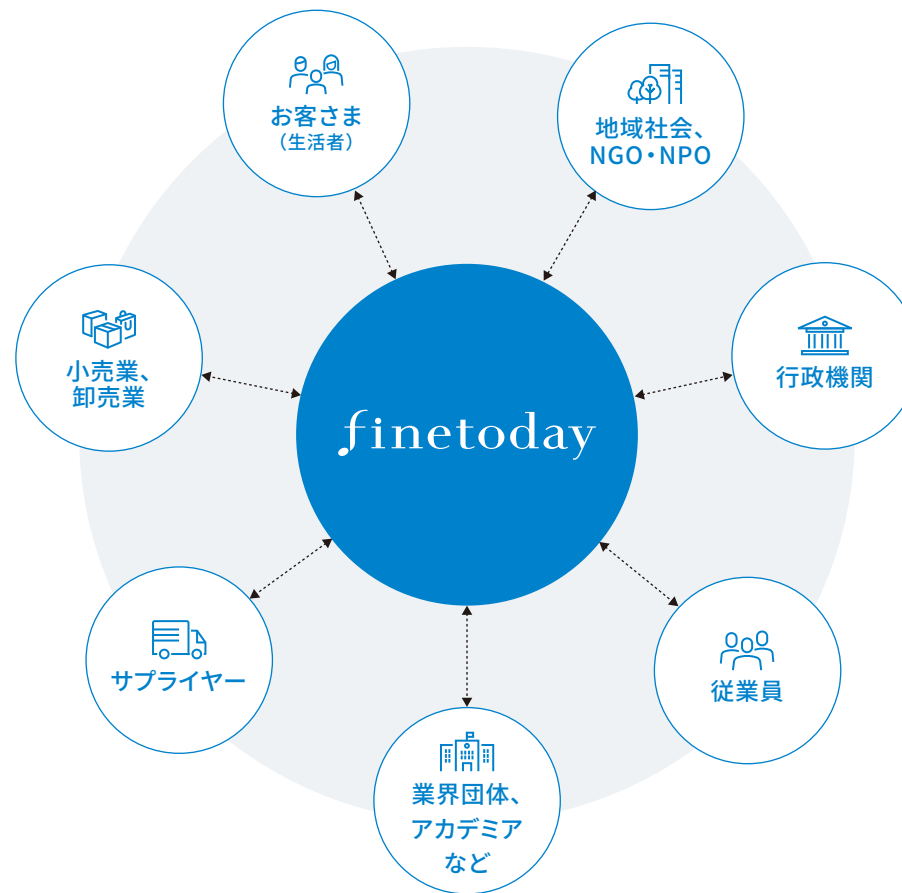 お客さま
（生活者）
地域社会、
NGO・NPO
小売業、
卸売業
finetoday
行政機関
サプライヤー
従業員
業界団体、
アカデミア
など